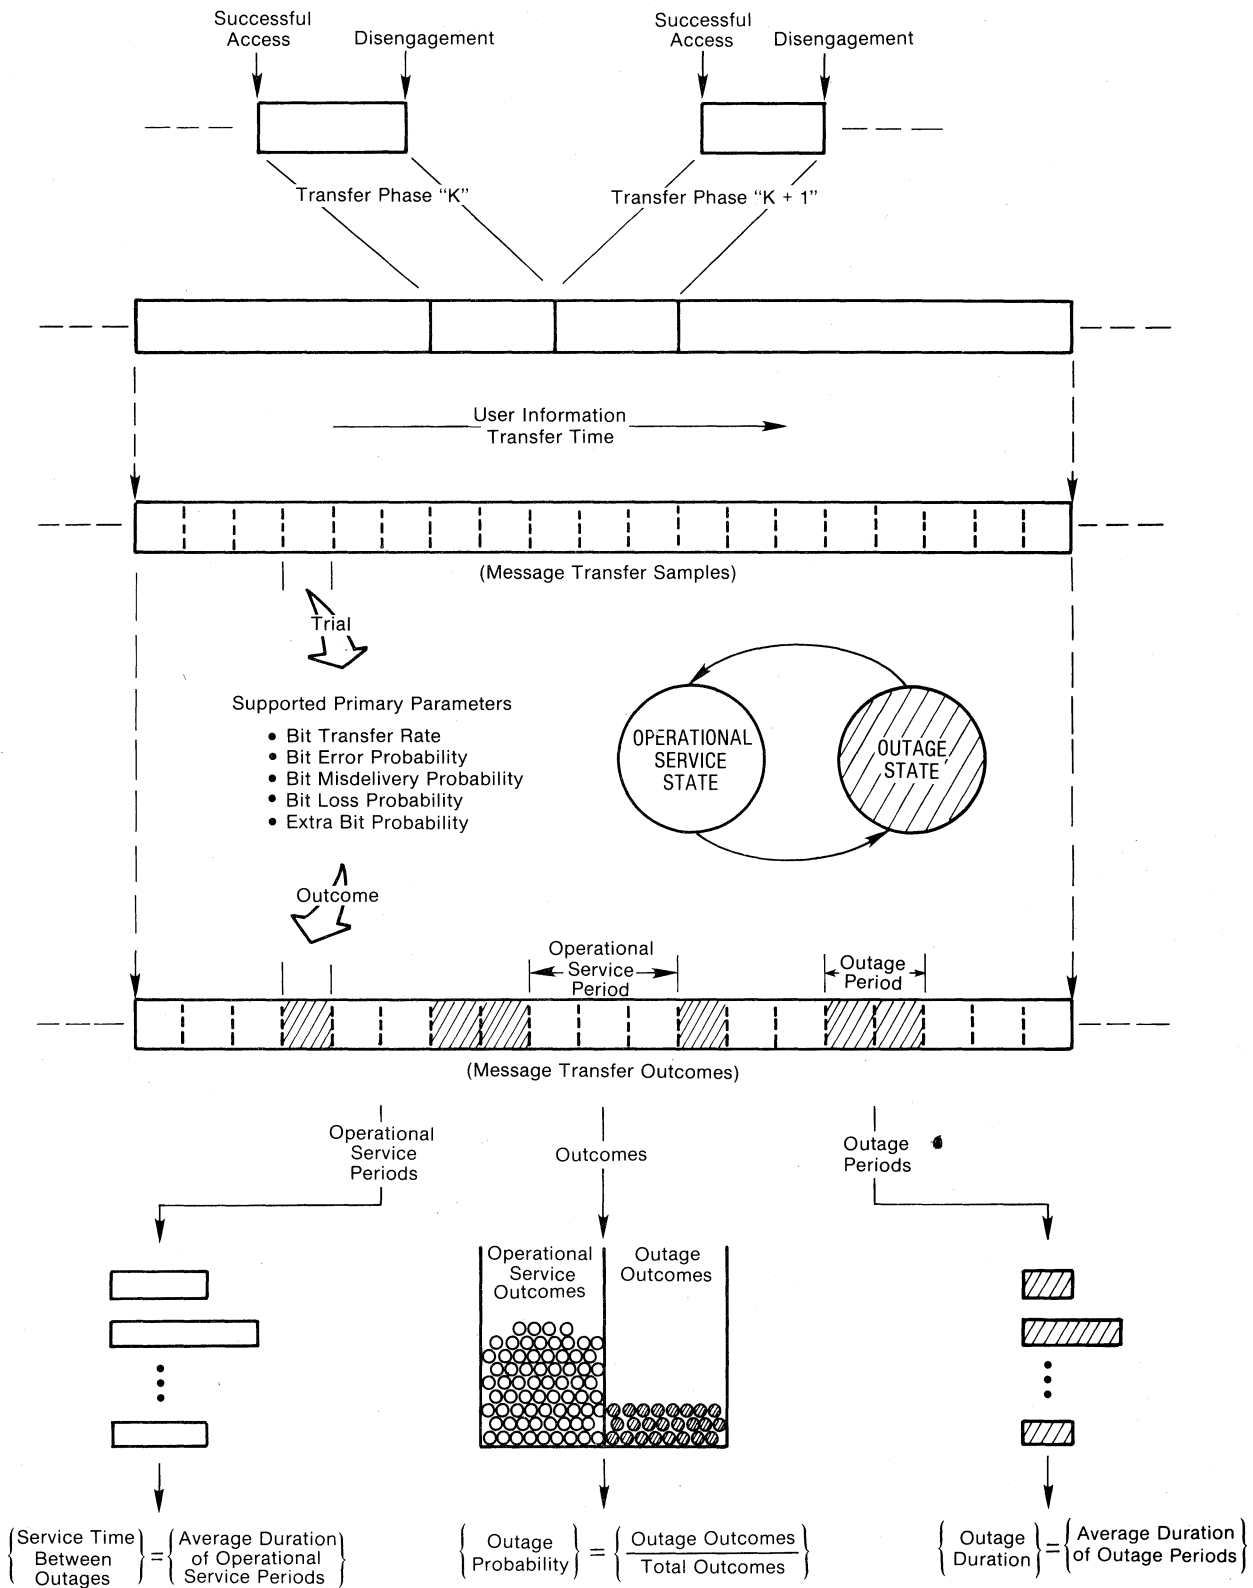 Successful
Access
Disengagement
Successful
Access
Disengagement
Transfer Phase “K”
Transfer Phase “K + 1”
User Information
Transfer Time
(Message Transfer Samples)
Trial
Supported Primary Parameters
• Bit Transfer Rate
• Bit Error Probability
• Bit Misdelivery Probability
• Bit Loss Probability
• Extra Bit Probability
OPERATIONAL
SERVICE
STATE
OUTAGE
STATE
Outcome
Operational
Service
Period
Outage
Period
(Message Transfer Outcomes)
Operational
Service
Periods
Outcomes
Outage
Periods
Operational
Service
Outcomes
Outage
Outcomes
{Service Time
Between
Outages} = {Average Duration
of Operational
Service Periods}
{Outage
Probability} = {Outage Outcomes
Total Outcomes}
{Outage
Duration} = {Average Duration
of Outage Periods}